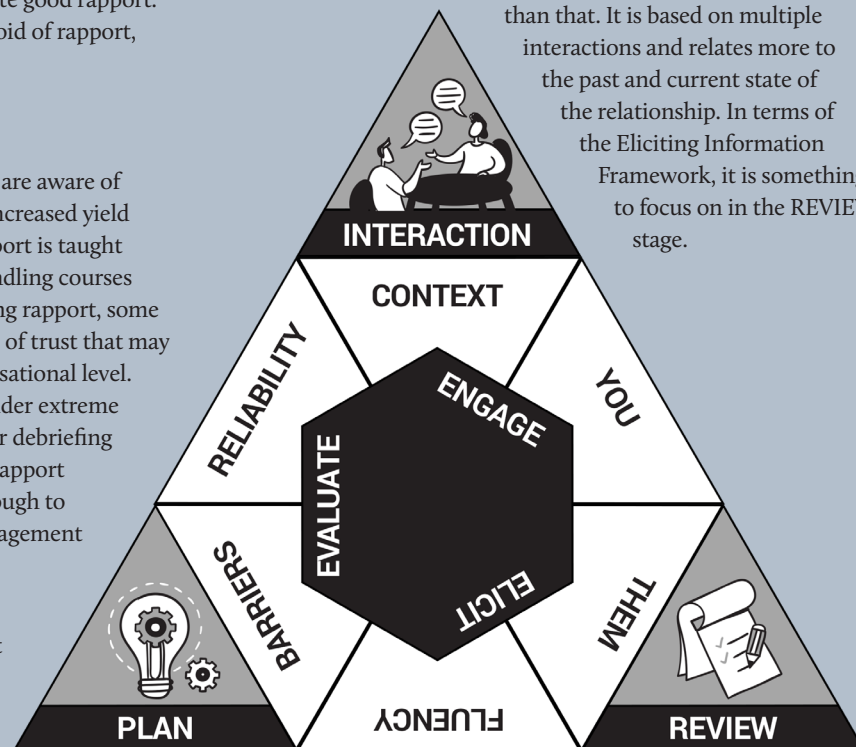 te good rapport.
oid of rapport,
are aware of
ncreased yield
port is taught
ndling courses
ng rapport, some
of trust that may
sational level.
der extreme
r debriefing
apport
ough to
agement
t
than that. It is based on multiple
interactions and relates more to
the past and current state of
the relationship. In terms of
the Eliciting Information
Framework, it is something
to focus on in the REVIEW
stage.
INTERACTION
CONTEXT
RELIABILITY
YOU
ENGAGE
EVALUATE
ELICIT
BARRIERS
THEM
FLUENCY
PLAN
REVIEW